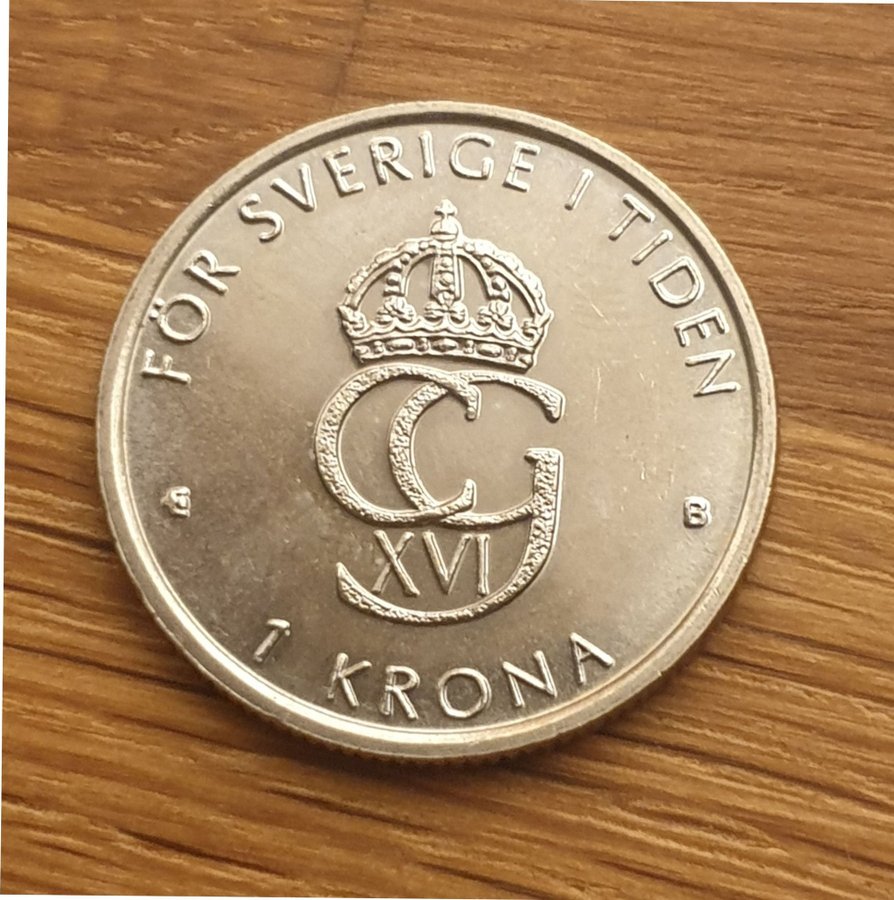 FÖR SVERIGE I TIDEN
CG
XVI
B
1 KRONA